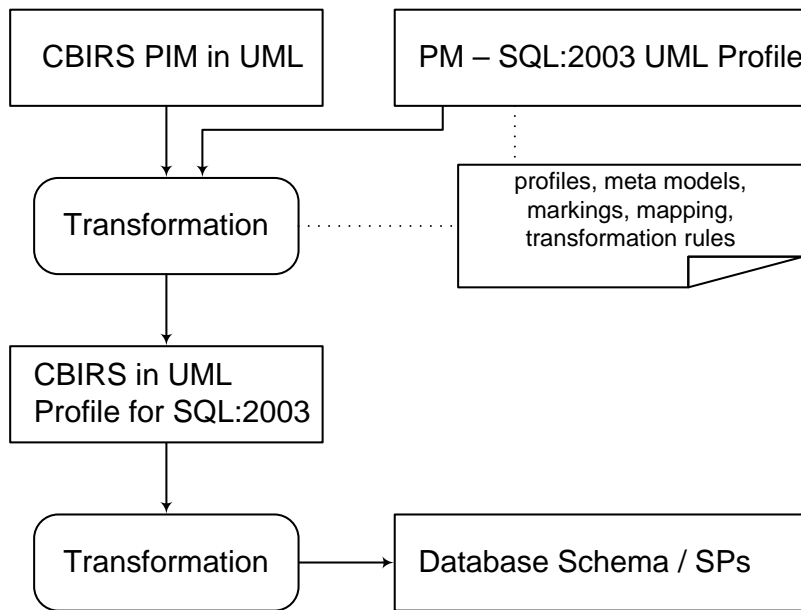 CBIRS PIM in UML
PM – SQL:2003 UML Profile
profiles, meta models,
markings, mapping,
transformation rules
Transformation
CBIRS in UML
Profile for SQL:2003
Transformation
Database Schema / SPs